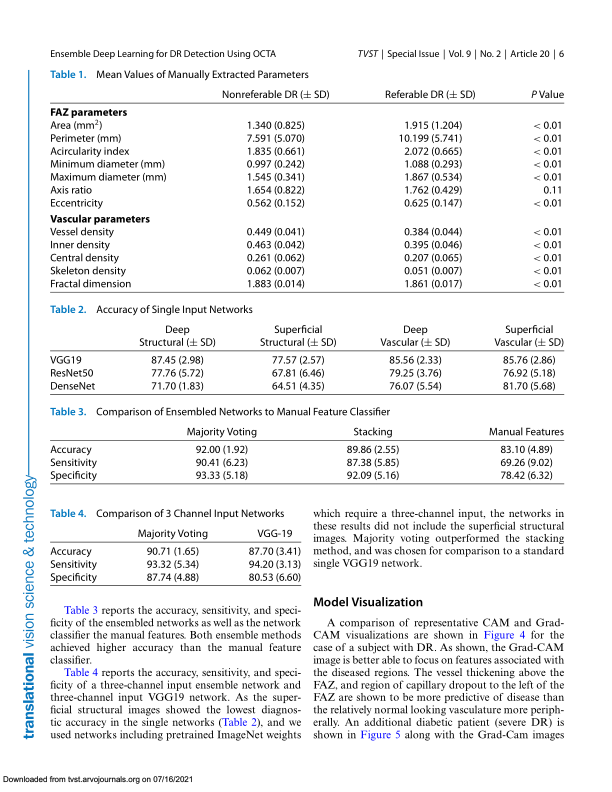 Ensemble Deep Learning for DR Detection Using OCTA
TVST | Special Issue | Vol. 9 | No. 2 | Article 20 | 6
Table 1. Mean Values of Manually Extracted Parameters
Nonreferable DR (± SD) Referable DR (± SD) P Value
FAZ parameters
Area (mm²) 1.340 (0.825) 1.915 (1.204) < 0.01
Perimeter (mm) 7.591 (5.070) 10.199 (5.741) < 0.01
Acircularity index 1.835 (0.661) 2.072 (0.665) < 0.01
Minimum diameter (mm) 0.997 (0.242) 1.088 (0.293) < 0.01
Maximum diameter (mm) 1.545 (0.341) 1.867 (0.534) < 0.01
Axis ratio 1.654 (0.822) 1.762 (0.429) 0.11
Eccentricity 0.562 (0.152) 0.625 (0.147) < 0.01
Vascular parameters
Vessel density 0.449 (0.041) 0.384 (0.044) < 0.01
Inner density 0.463 (0.042) 0.395 (0.046) < 0.01
Central density 0.261 (0.062) 0.207 (0.065) < 0.01
Skeleton density 0.062 (0.007) 0.051 (0.007) < 0.01
Fractal dimension 1.883 (0.014) 1.861 (0.017) < 0.01
Table 2. Accuracy of Single Input Networks
Deep Superficial Deep Superficial
Structural (± SD) Structural (± SD) Vascular (± SD) Vascular (± SD)
VGG19 87.45 (2.98) 77.57 (2.57) 85.56 (2.33) 85.76 (2.86)
ResNet50 77.76 (5.72) 67.81 (6.46) 79.25 (3.76) 76.92 (5.18)
DenseNet 71.70 (1.83) 64.51 (4.35) 76.07 (5.54) 81.70 (5.68)
Table 3. Comparison of Ensembled Networks to Manual Feature Classifier
Majority Voting Stacking Manual Features
Accuracy 92.00 (1.92) 89.86 (2.55) 83.10 (4.89)
Sensitivity 90.41 (6.23) 87.38 (5.85) 69.26 (9.02)
Specificity 93.33 (5.18) 92.09 (5.16) 78.42 (6.32)
Table 4. Comparison of 3 Channel Input Networks
Majority Voting VGG-19
Accuracy 90.71 (1.65) 87.70 (3.41)
Sensitivity 93.32 (5.34) 94.20 (3.13)
Specificity 87.74 (4.88) 80.53 (6.60)
Table 3 reports the accuracy, sensitivity, and speci-
ficity of the ensembled networks as well as the network
classifier the manual features. Both ensemble methods
achieved higher accuracy than the manual feature
classifier.
Table 4 reports the accuracy, sensitivity, and speci-
ficity of a three-channel input ensemble network and
three-channel input VGG19 network. As the super-
ficial structural images showed the lowest diagnos-
tic accuracy in the single networks (Table 2), and we
used networks including pretrained ImageNet weights
which require a three-channel input, the networks in
these results did not include the superficial structural
images. Majority voting outperformed the stacking
method, and was chosen for comparison to a standard
single VGG19 network.
Model Visualization
A comparison of representative CAM and Grad-
CAM visualizations are shown in Figure 4 for the
case of a subject with DR. As shown, the Grad-CAM
image is better able to focus on features associated with
the diseased regions. The vessel thickening above the
FAZ, and region of capillary dropout to the left of the
FAZ are shown to be more predictive of disease than
the relatively normal looking vasculature more periph-
erally. An additional diabetic patient (severe DR) is
shown in Figure 5 along with the Grad-Cam images
translational vision science & technology
Downloaded from tvst.arvojournals.org on 07/16/2021